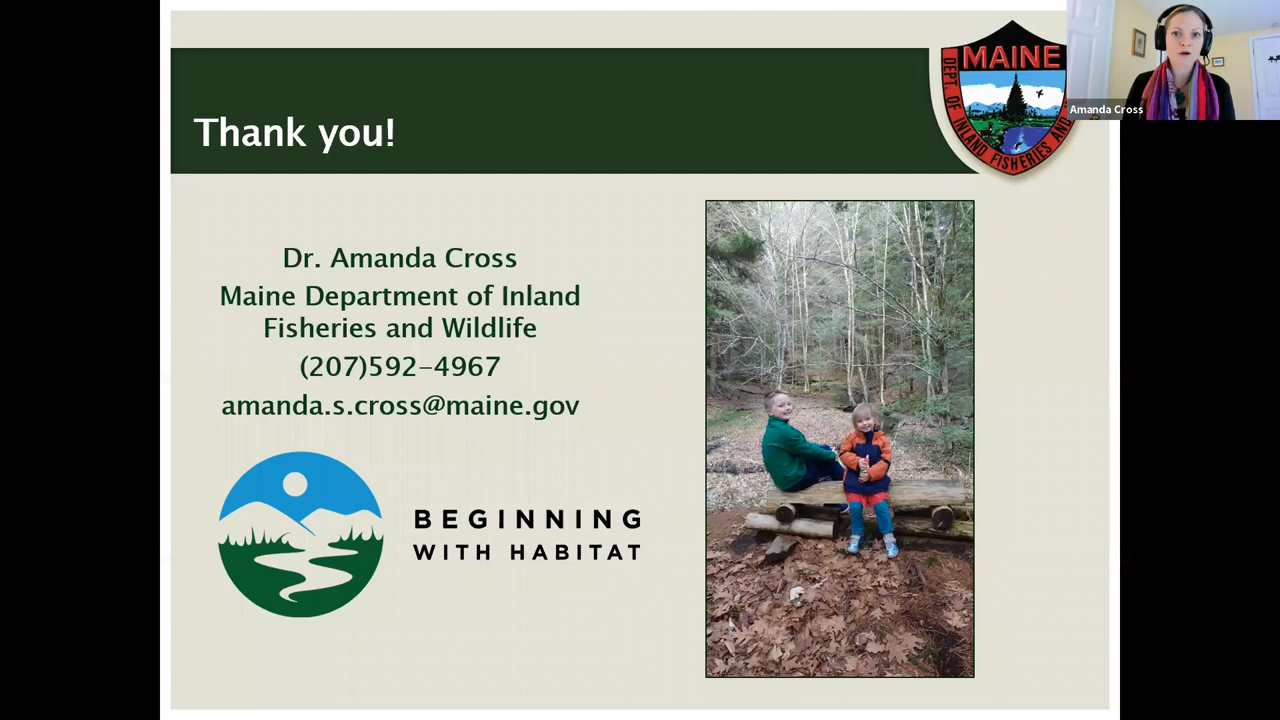 Thank you!
MAINE
DEPT. OF INLAND FISHERIES AND
Amanda Cross
Dr. Amanda Cross
Maine Department of Inland
Fisheries and Wildlife
(207)592-4967
amanda.s.cross@maine.gov
BEGINNING
WITH HABITAT